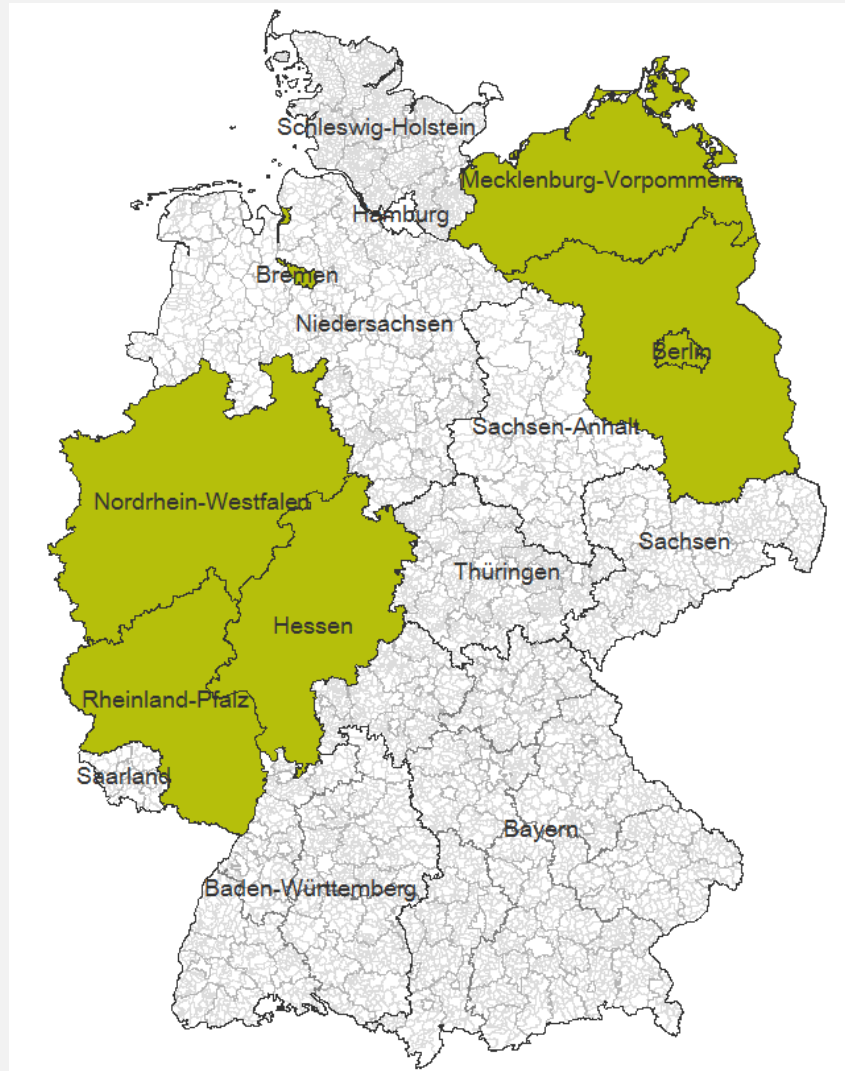 Schleswig-Holstein
Mecklenburg-Vorpommern
Hamburg
Bremen
Niedersachsen
Berlin
Sachsen-Anhalt
Nordrhein-Westfalen
Sachsen
Thüringen
Hessen
Rheinland-Pfalz
Saarland
Bayern
Baden-Württemberg